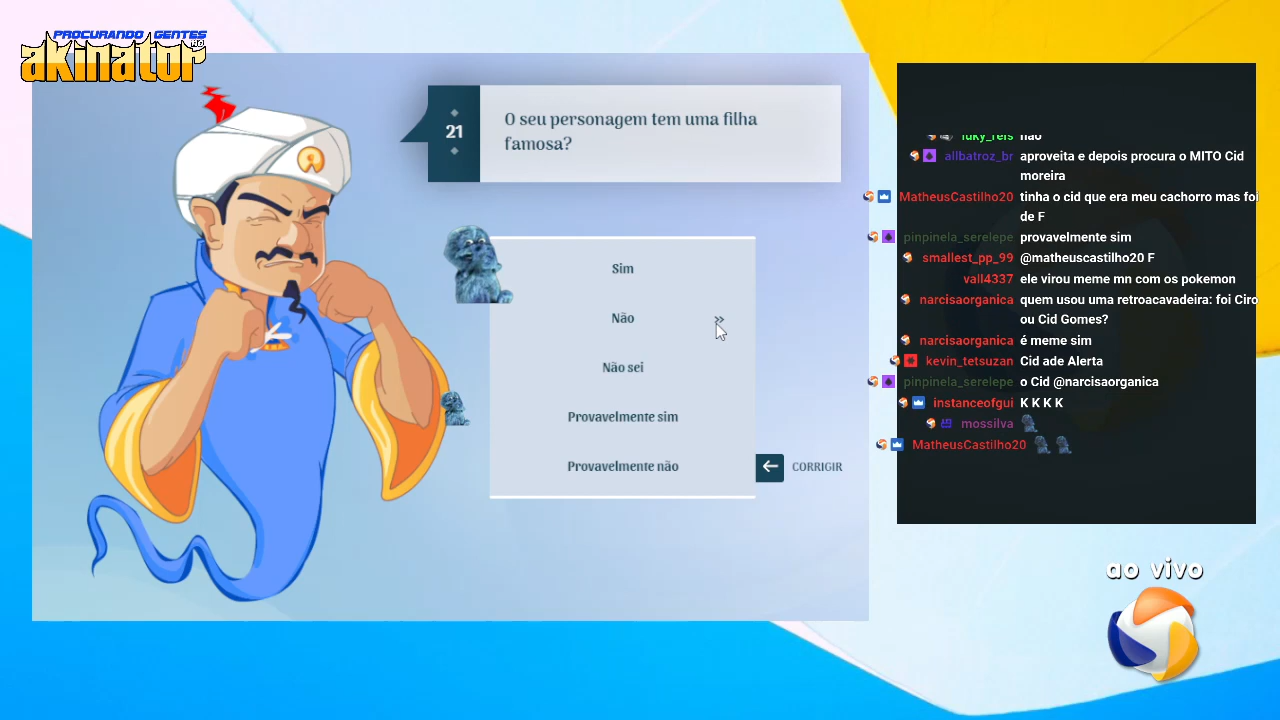 PROCURANDO GENTES
NO
akinator
21
O seu personagem tem uma filha
famosa?
Sim
Não
Não sei
Provavelmente sim
Provavelmente não
CORRIGIR
não
allbatroz_br aproveita e depois procura o MITO Cid
moreira
MatheusCastilho20 tinha o cid que era meu cachorro mas foi
de F
pinpinela_serelepe provavelmente sim
smallest_pp_99 @matheuscastilho20 F
vall4337 ele virou meme mn com os pokemon
narcisaorganica quem usou uma retroacavadeira: foi Ciro
ou Cid Gomes?
narcisaorganica é meme sim
kevin_tetsuzan Cid ade Alerta
pinpinela_serelepe o Cid @narcisaorganica
instanceofgui K K K K
mossilva
MatheusCastilho20
ao vivo